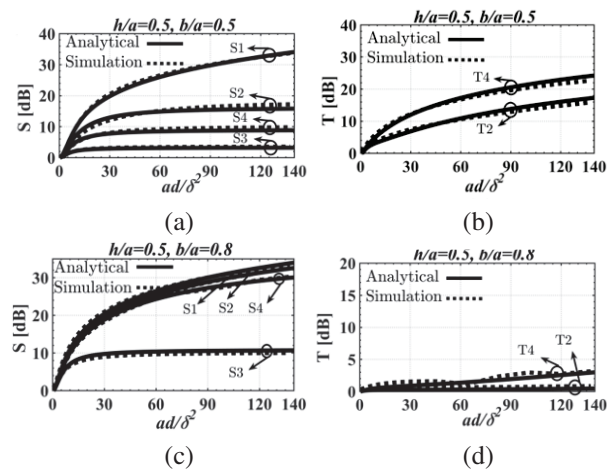 h/a=0.5, b/a=0.5
40
30
20
10
0
S [dB]
Analytical
Simulation
S1
S2
S4
S3
0 30 60 90 120 140
ad/δ²
(a)
h/a=0.5, b/a=0.5
40
30
20
10
0
T [dB]
Analytical
Simulation
T4
T2
0 30 60 90 120 140
ad/δ²
(b)
h/a=0.5, b/a=0.8
30
20
10
0
S [dB]
Analytical
Simulation
S1 S2 S4
S3
0 30 60 90 120 140
ad/δ²
(c)
h/a=0.5, b/a=0.8
20
15
10
5
0
T [dB]
Analytical
Simulation
T4
T2
0 30 60 90 120 140
ad/δ²
(d)